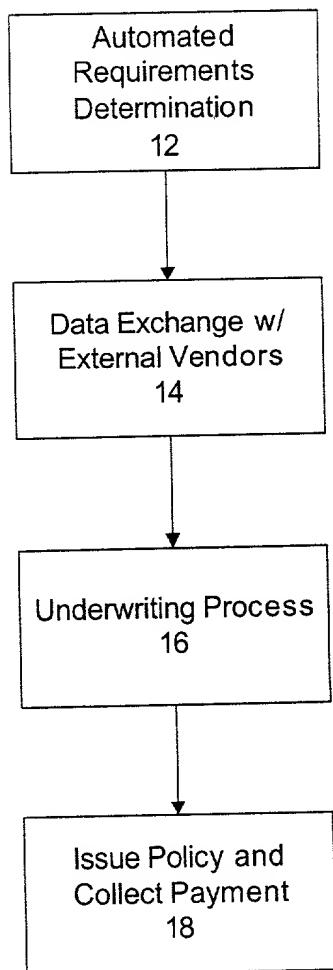 Automated
Requirements
Determination
12
Data Exchange w/
External Vendors
14
Underwriting Process
16
Issue Policy and
Collect Payment
18